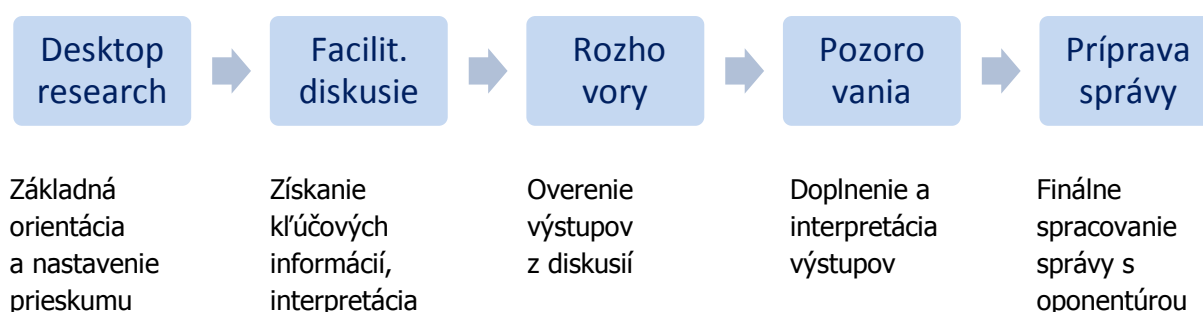 Desktop
research
Facilit.
diskusie
Rozho
vory
Pozoro
vania
Príprava
správy
Základná
orientácia
a nastavenie
prieskumu
Získanie
kľúčových
informácií,
interpretácia
Overenie
výstupov
z diskusií
Doplnenie a
interpretácia
výstupov
Finálne
spracovanie
správy s
oponentúrou